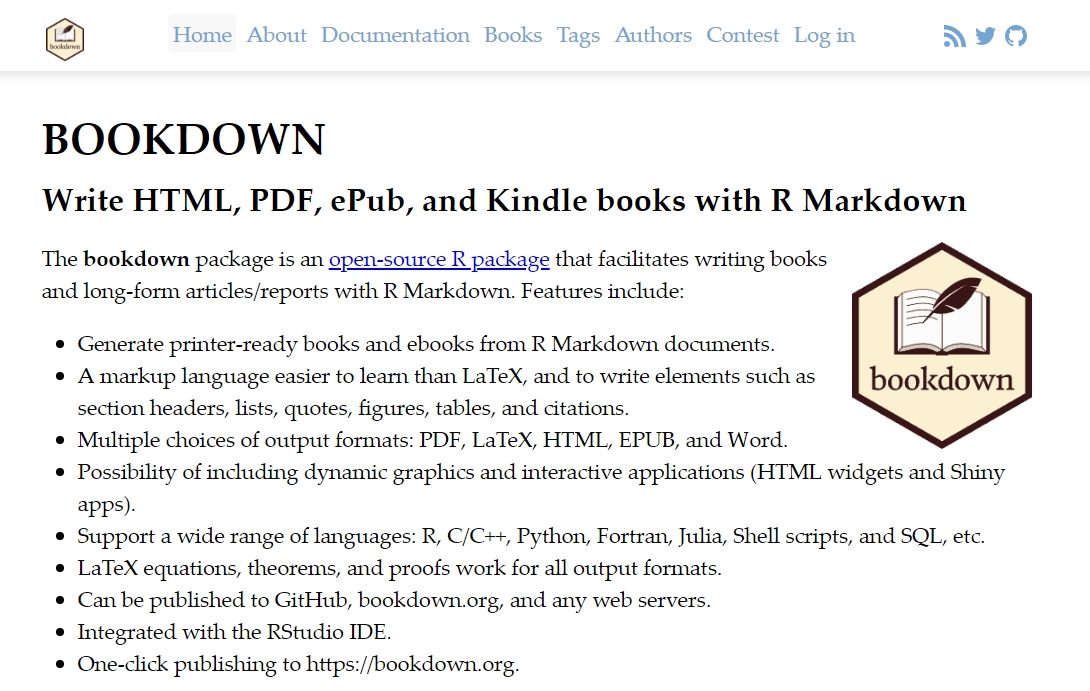 bookdown
Home About Documentation Books Tags Authors Contest Log in
BOOKDOWN
Write HTML, PDF, ePub, and Kindle books with R Markdown
The bookdown package is an open-source R package that facilitates writing books
and long-form articles/reports with R Markdown. Features include:
bookdown
• Generate printer-ready books and ebooks from R Markdown documents.
• A markup language easier to learn than LaTeX, and to write elements such as
section headers, lists, quotes, figures, tables, and citations.
• Multiple choices of output formats: PDF, LaTeX, HTML, EPUB, and Word.
• Possibility of including dynamic graphics and interactive applications (HTML widgets and Shiny
apps).
• Support a wide range of languages: R, C/C++, Python, Fortran, Julia, Shell scripts, and SQL, etc.
• LaTeX equations, theorems, and proofs work for all output formats.
• Can be published to GitHub, bookdown.org, and any web servers.
• Integrated with the RStudio IDE.
• One-click publishing to https://bookdown.org.